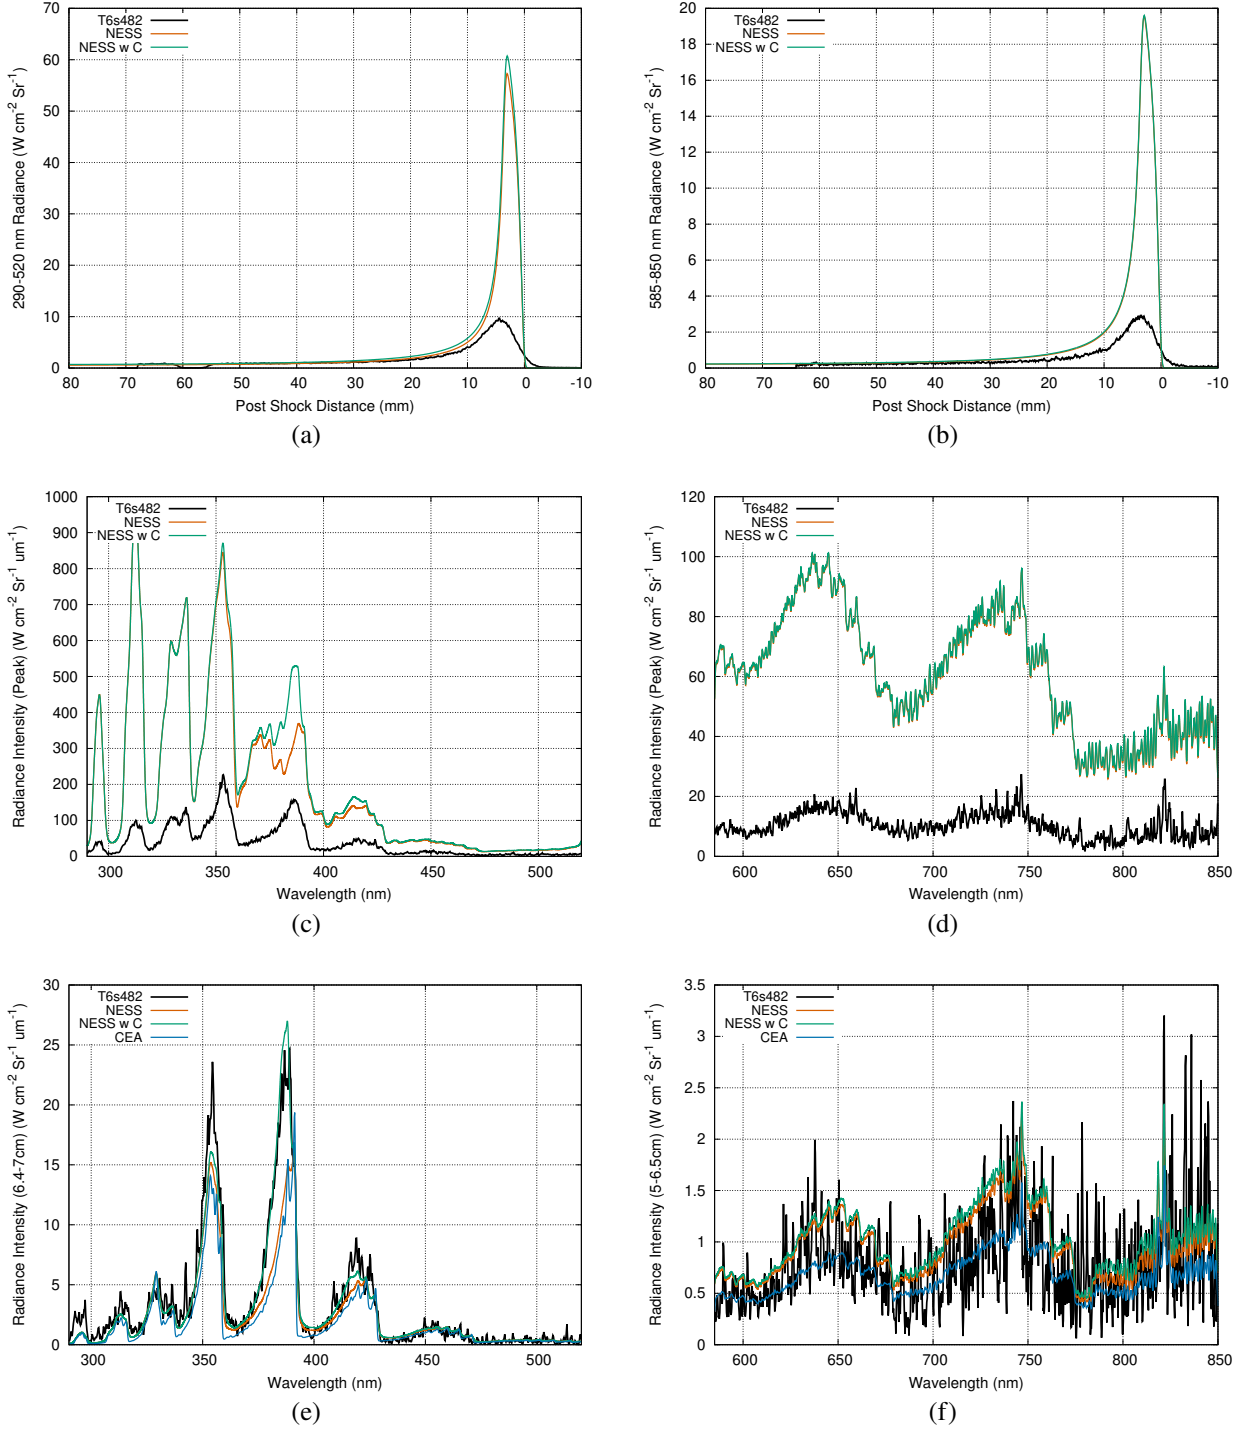 70
60
50
40
30
20
10
0
80 70 60 50 40 30 20 10 0 -10
290-520 nm Radiance (W cm⁻² Sr⁻¹)
Post Shock Distance (mm)
T6s482
NESS
NESS w C
(a)
20
18
16
14
12
10
8
6
4
2
0
80 70 60 50 40 30 20 10 0 -10
585-850 nm Radiance (W cm⁻² Sr⁻¹)
Post Shock Distance (mm)
T6s482
NESS
NESS w C
(b)
1000
900
800
700
600
500
400
300
200
100
0
300 350 400 450 500
Radiance Intensity (Peak) (W cm⁻² Sr⁻¹ um⁻¹)
Wavelength (nm)
T6s482
NESS
NESS w C
(c)
120
100
80
60
40
20
0
600 650 700 750 800 850
Radiance Intensity (Peak) (W cm⁻² Sr⁻¹ um⁻¹)
Wavelength (nm)
T6s482
NESS
NESS w C
(d)
30
25
20
15
10
5
0
300 350 400 450 500
Radiance Intensity (6.4-7cm) (W cm⁻² Sr⁻¹ um⁻¹)
Wavelength (nm)
T6s482
NESS
NESS w C
CEA
(e)
3.5
3
2.5
2
1.5
1
0.5
0
600 650 700 750 800 850
Radiance Intensity (5-6.5cm) (W cm⁻² Sr⁻¹ um⁻¹)
Wavelength (nm)
T6s482
NESS
NESS w C
CEA
(f)